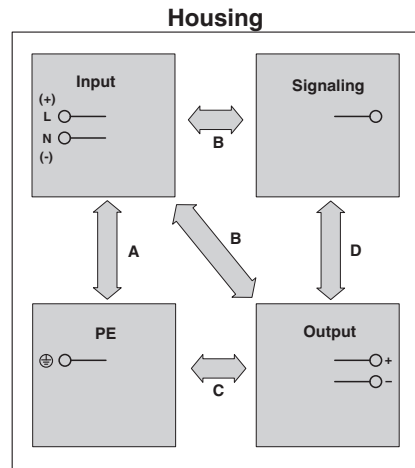 Housing
Input
(+)
L
N
(-)
Signaling
B
A
B
D
PE
C
Output
+
−